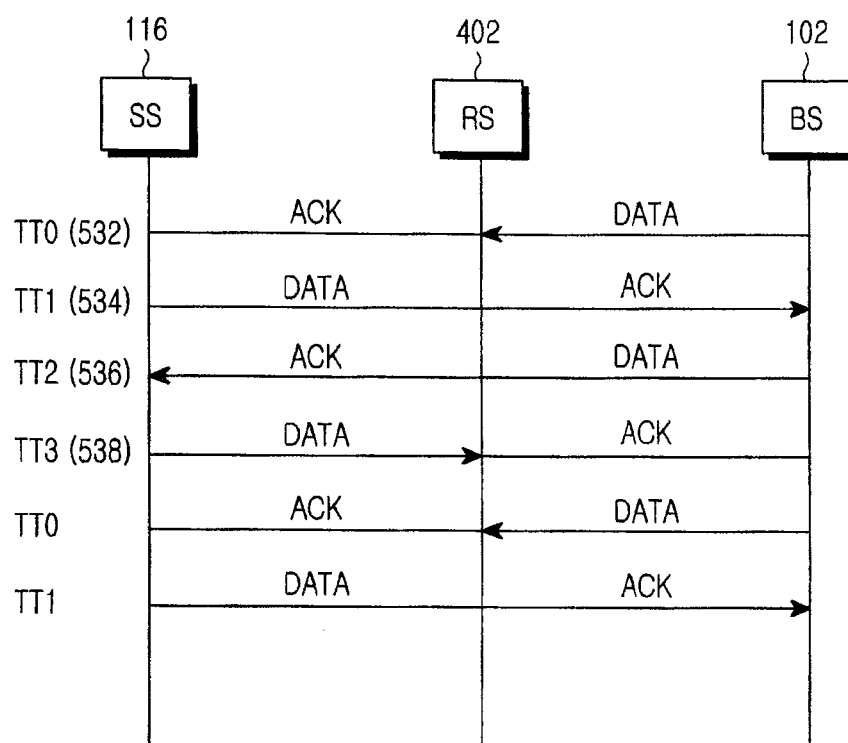 116 402 102
SS RS BS
TT0 (532) ACK DATA
TT1 (534) DATA ACK
TT2 (536) ACK DATA
TT3 (538) DATA ACK
TT0 ACK DATA
TT1 DATA ACK